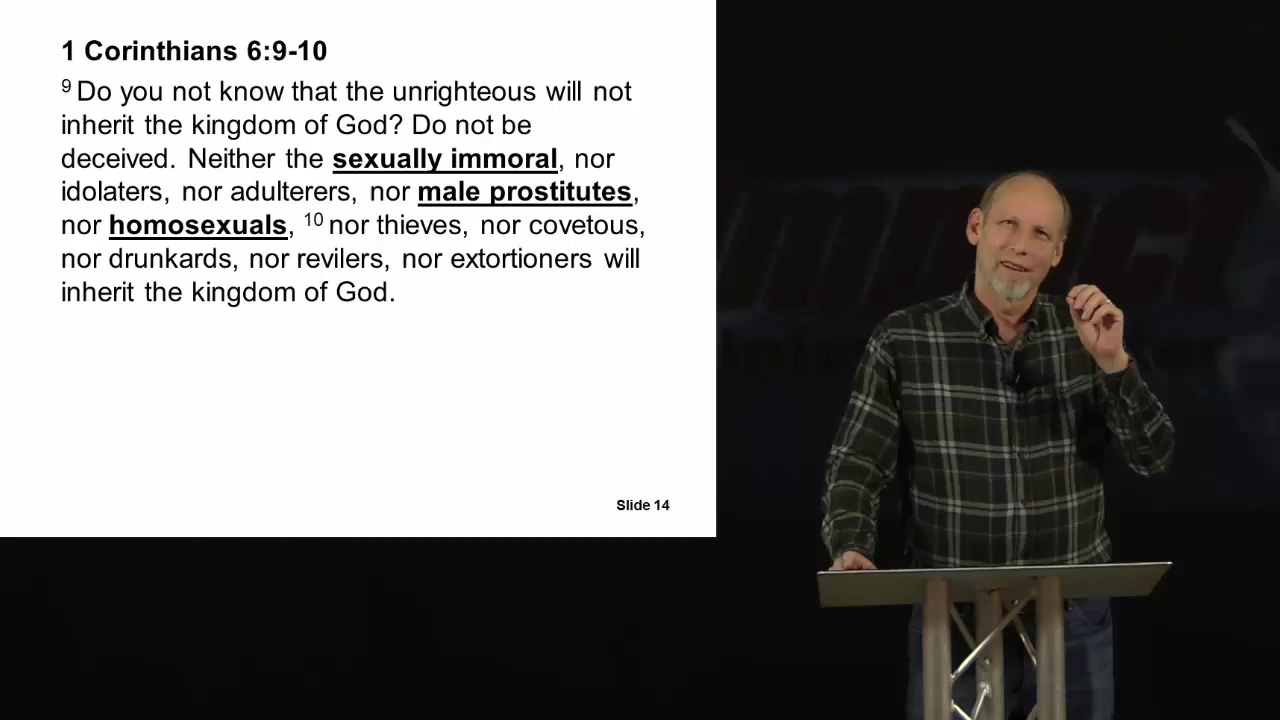 1 Corinthians 6:9-10
9 Do you not know that the unrighteous will not
inherit the kingdom of God? Do not be
deceived. Neither the sexually immoral, nor
idolaters, nor adulterers, nor male prostitutes,
nor homosexuals, 10 nor thieves, nor covetous,
nor drunkards, nor revilers, nor extortioners will
inherit the kingdom of God.
Slide 14